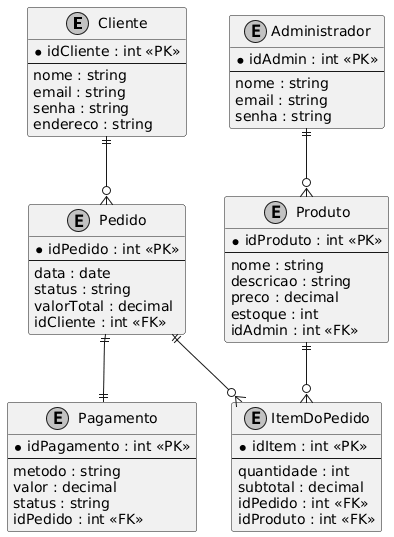 E Cliente
idCliente : int «PK»
nome : string
email : string
senha : string
endereco : string
E Administrador
idAdmin : int «PK»
nome : string
email : string
senha : string
E Pedido
idPedido : int «PK»
data : date
status : string
valorTotal : decimal
idCliente : int «FK»
E Produto
idProduto : int «PK»
nome : string
descricao : string
preco : decimal
estoque : int
idAdmin : int «FK»
E Pagamento
idPagamento : int «PK»
metodo : string
valor : decimal
status : string
idPedido : int «FK»
E ItemDoPedido
idItem : int «PK»
quantidade : int
subtotal : decimal
idPedido : int «FK»
idProduto : int «FK»